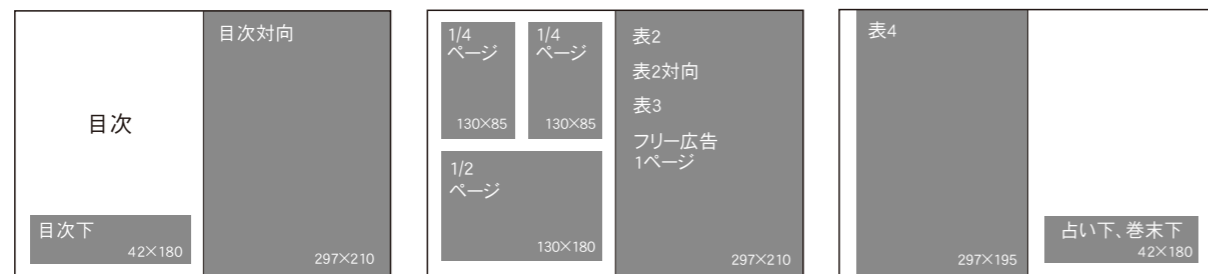 目次
目次下
42×180
目次対向
297×210
1/4
ページ
130×85
1/4
ページ
130×85
1/2
ページ
130×180
表2
表2対向
表3
フリー広告
1ページ
297×210
表4
297×195
占い下、巻末下
42×180